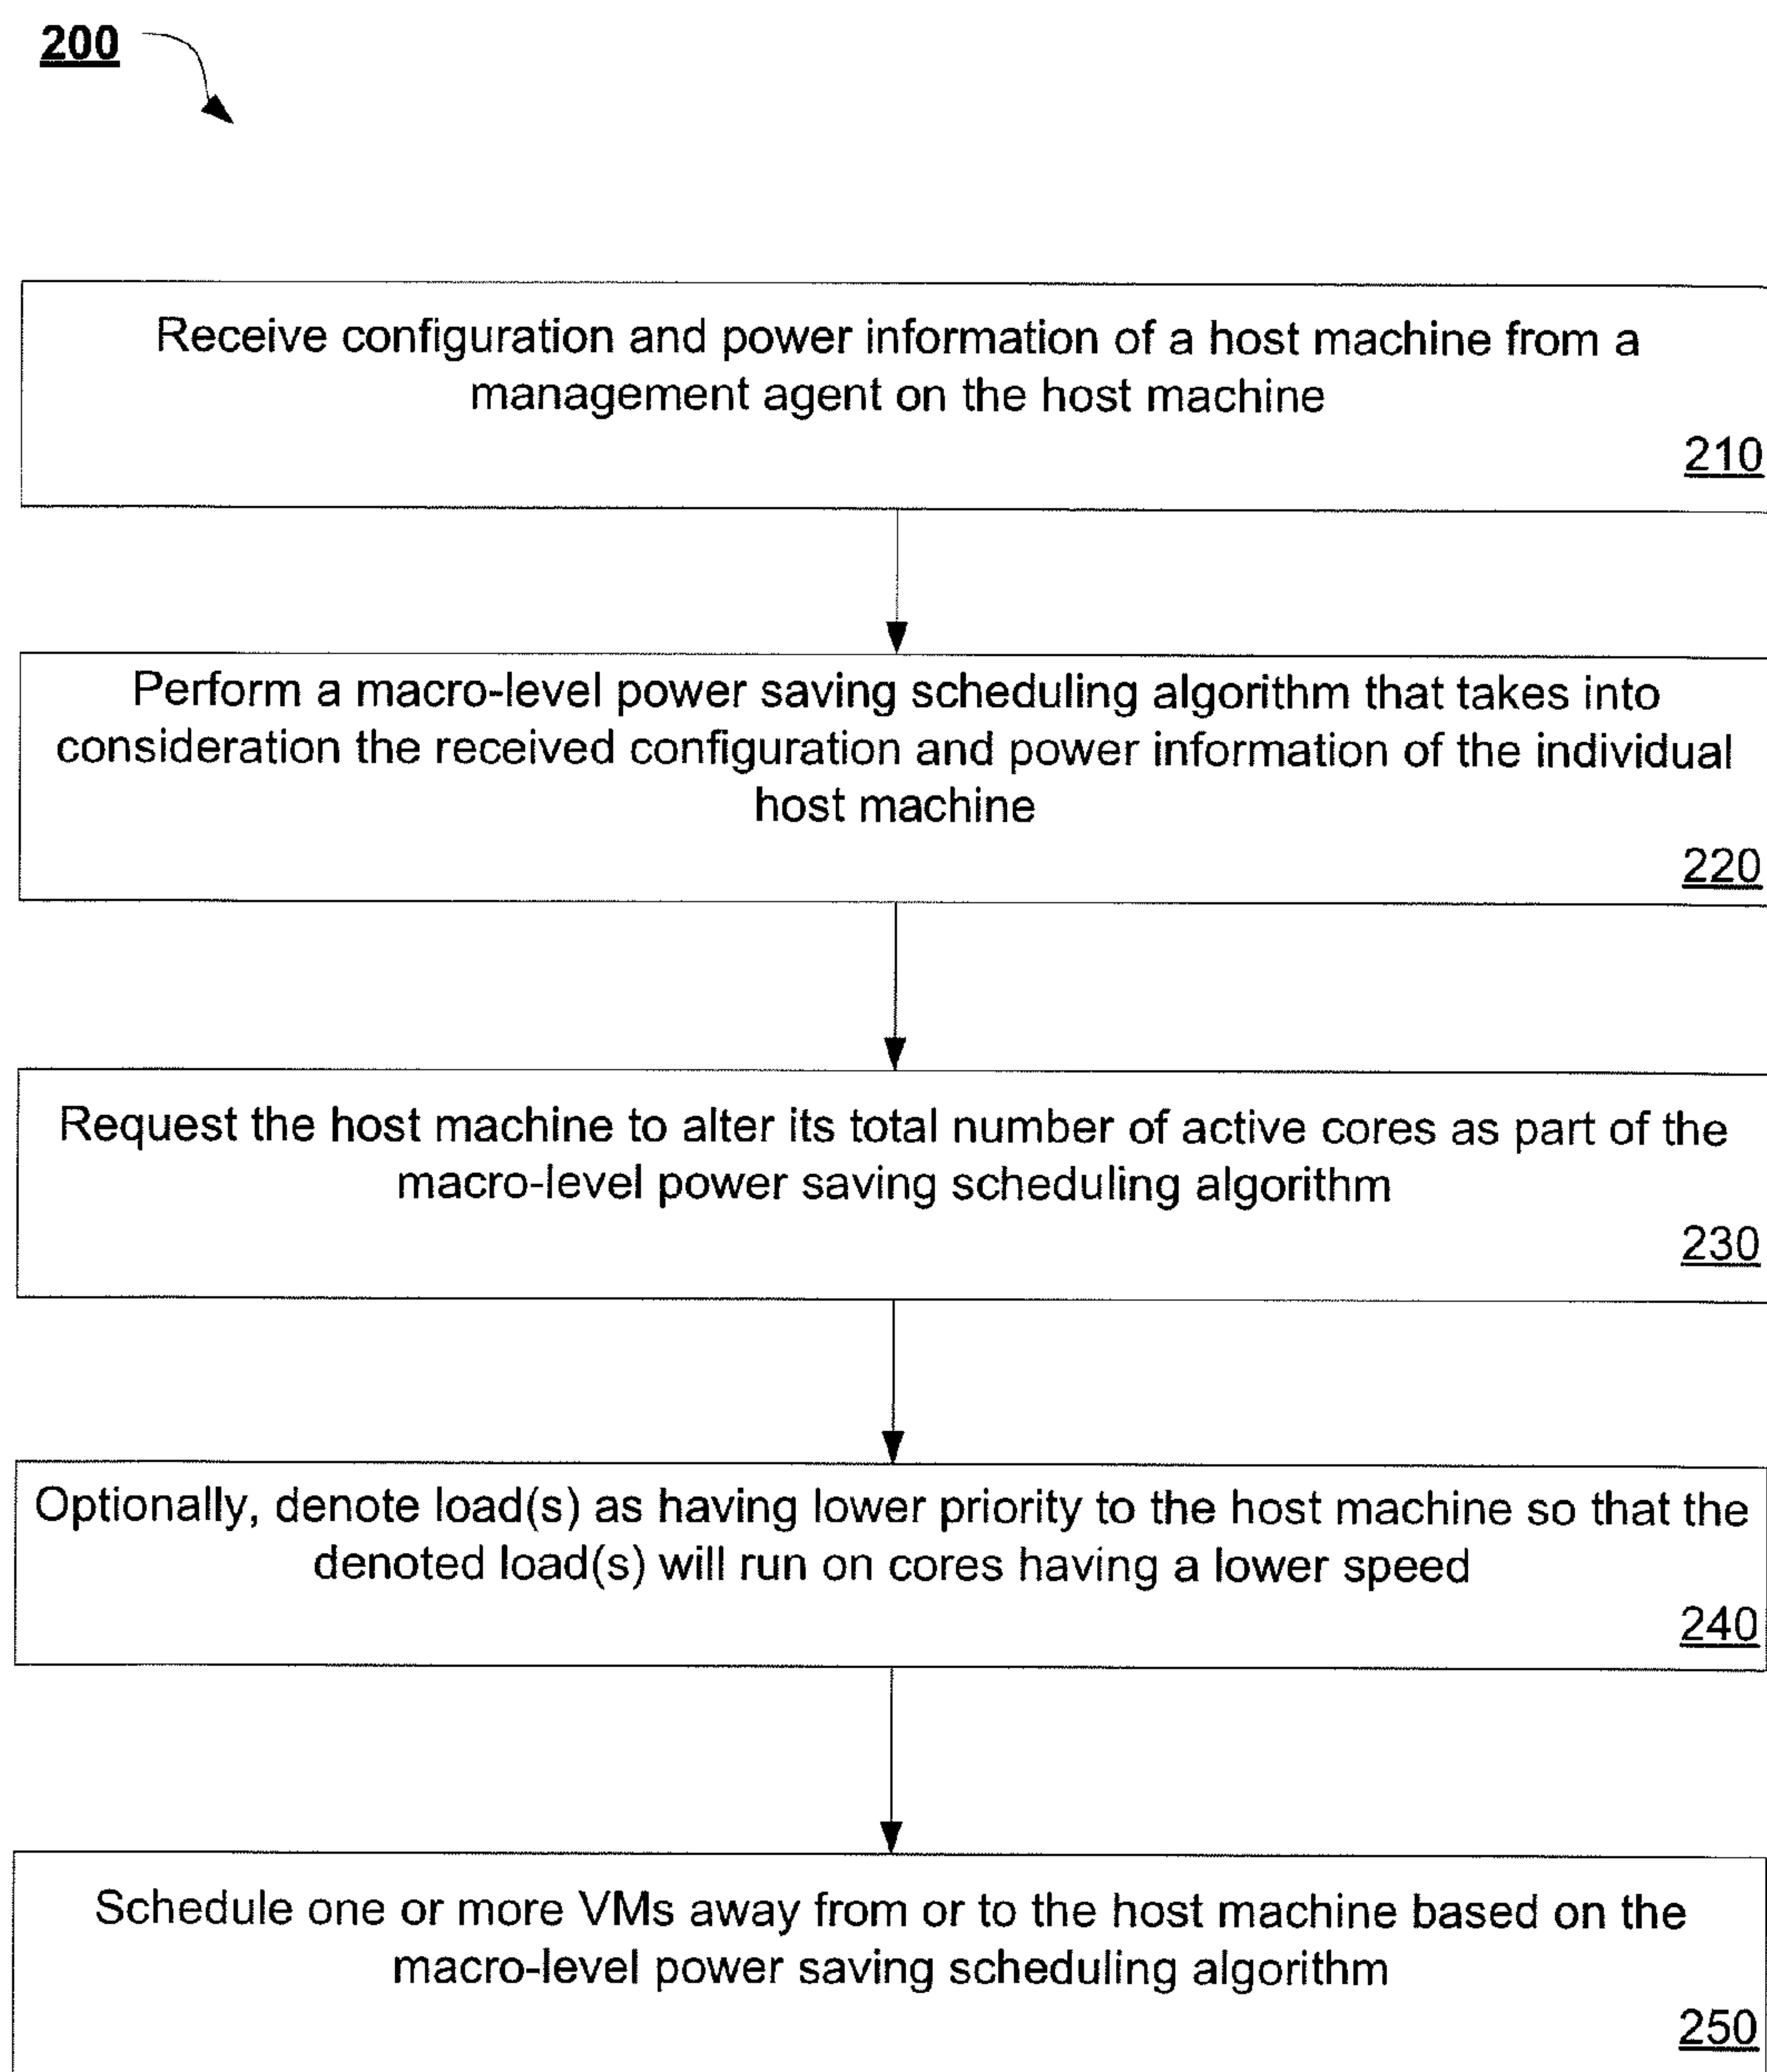 200
Receive configuration and power information of a host machine from a
management agent on the host machine
210
Perform a macro-level power saving scheduling algorithm that takes into
consideration the received configuration and power information of the individual
host machine
220
Request the host machine to alter its total number of active cores as part of the
macro-level power saving scheduling algorithm
230
Optionally, denote load(s) as having lower priority to the host machine so that the
denoted load(s) will run on cores having a lower speed
240
Schedule one or more VMs away from or to the host machine based on the
macro-level power saving scheduling algorithm
250